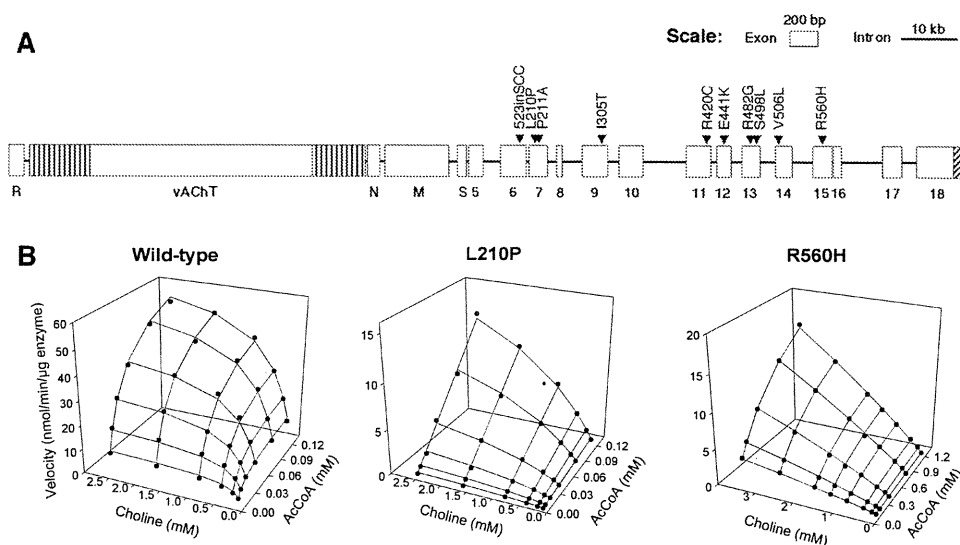 A
Scale: Exon 200 bp Intron 10 kb
523inSCC
L210P
P211A
I305T
R420C
E441K
R482G
S498L
V506L
R560H
R vAChT N M S 5 6 7 8 9 10 11 12 13 14 15 16 17 18
B
Wild-type
L210P
R560H
Velocity (nmol/min/µg enzyme)
60
50
40
30
20
10
0
2.5 2.0 1.5 1.0 0.5 0.0
Choline (mM)
0.00 0.03 0.06 0.09 0.12
AcCoA (mM)
15
10
5
2.5 2.0 1.5 1.0 0.5 0.0
Choline (mM)
0.00 0.03 0.06 0.09 0.12
AcCoA (mM)
20
15
10
5
0
3 2 1 0
Choline (mM)
0.0 0.3 0.6 0.9 1.2
AcCoA (mM)